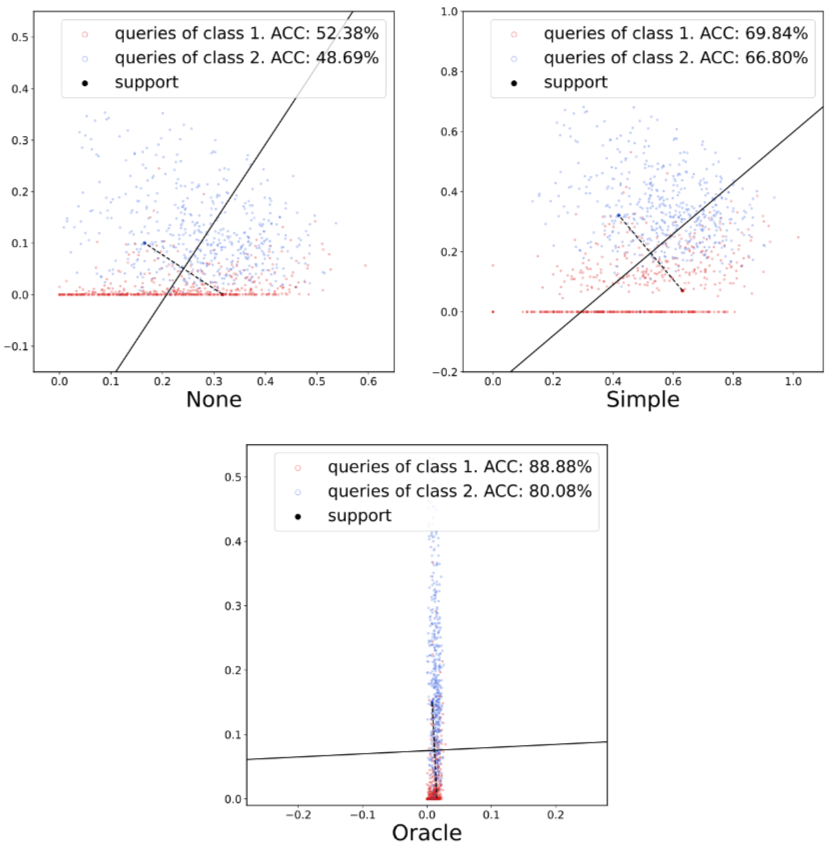 queries of class 1. ACC: 52.38%
queries of class 2. ACC: 48.69%
support
0.5
0.4
0.3
0.2
0.1
0.0
−0.1
0.0 0.1 0.2 0.3 0.4 0.5 0.6
None
queries of class 1. ACC: 69.84%
queries of class 2. ACC: 66.80%
support
1.0
0.8
0.6
0.4
0.2
0.0
−0.2
0.0 0.2 0.4 0.6 0.8 1.0
Simple
queries of class 1. ACC: 88.88%
queries of class 2. ACC: 80.08%
support
0.5
0.4
0.3
0.2
0.1
0.0
−0.2 −0.1 0.0 0.1 0.2
Oracle